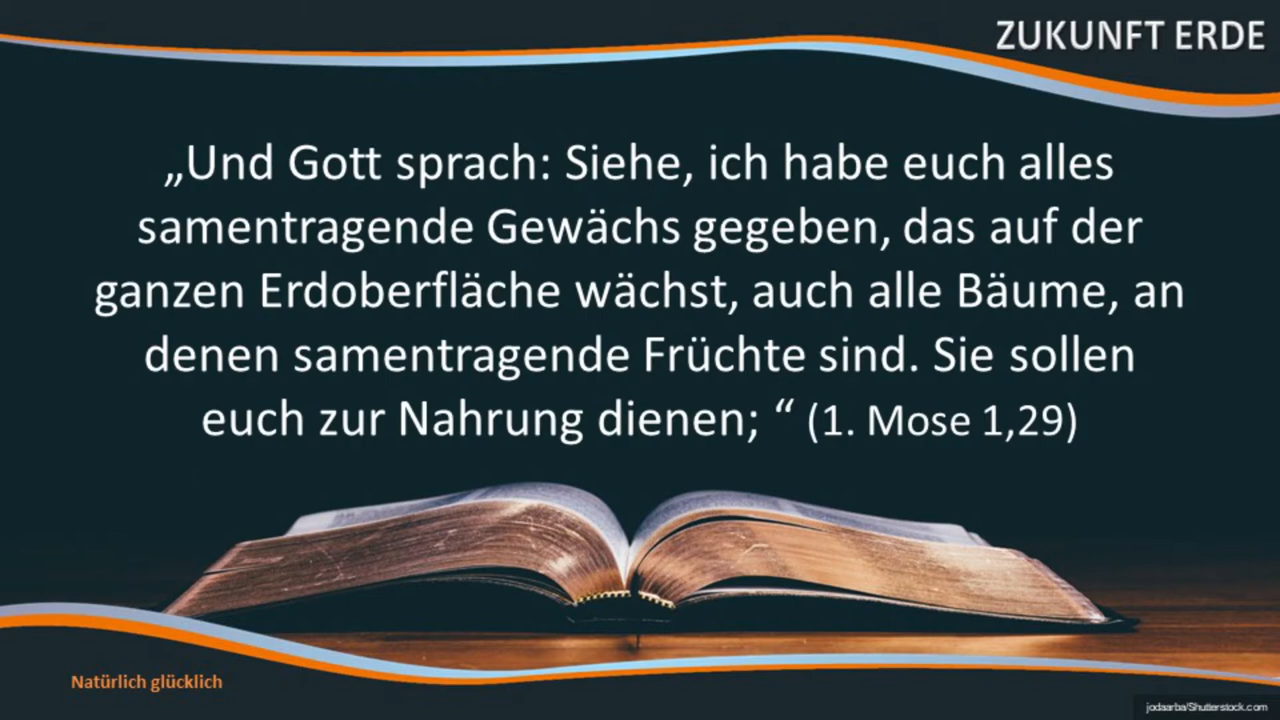 ZUKUNFT ERDE
„Und Gott sprach: Siehe, ich habe euch alles
samentragende Gewächs gegeben, das auf der
ganzen Erdoberfläche wächst, auch alle Bäume, an
denen samentragende Früchte sind. Sie sollen
euch zur Nahrung dienen; “ (1. Mose 1,29)
Natürlich glücklich
jodaarba/Shutterstock.com